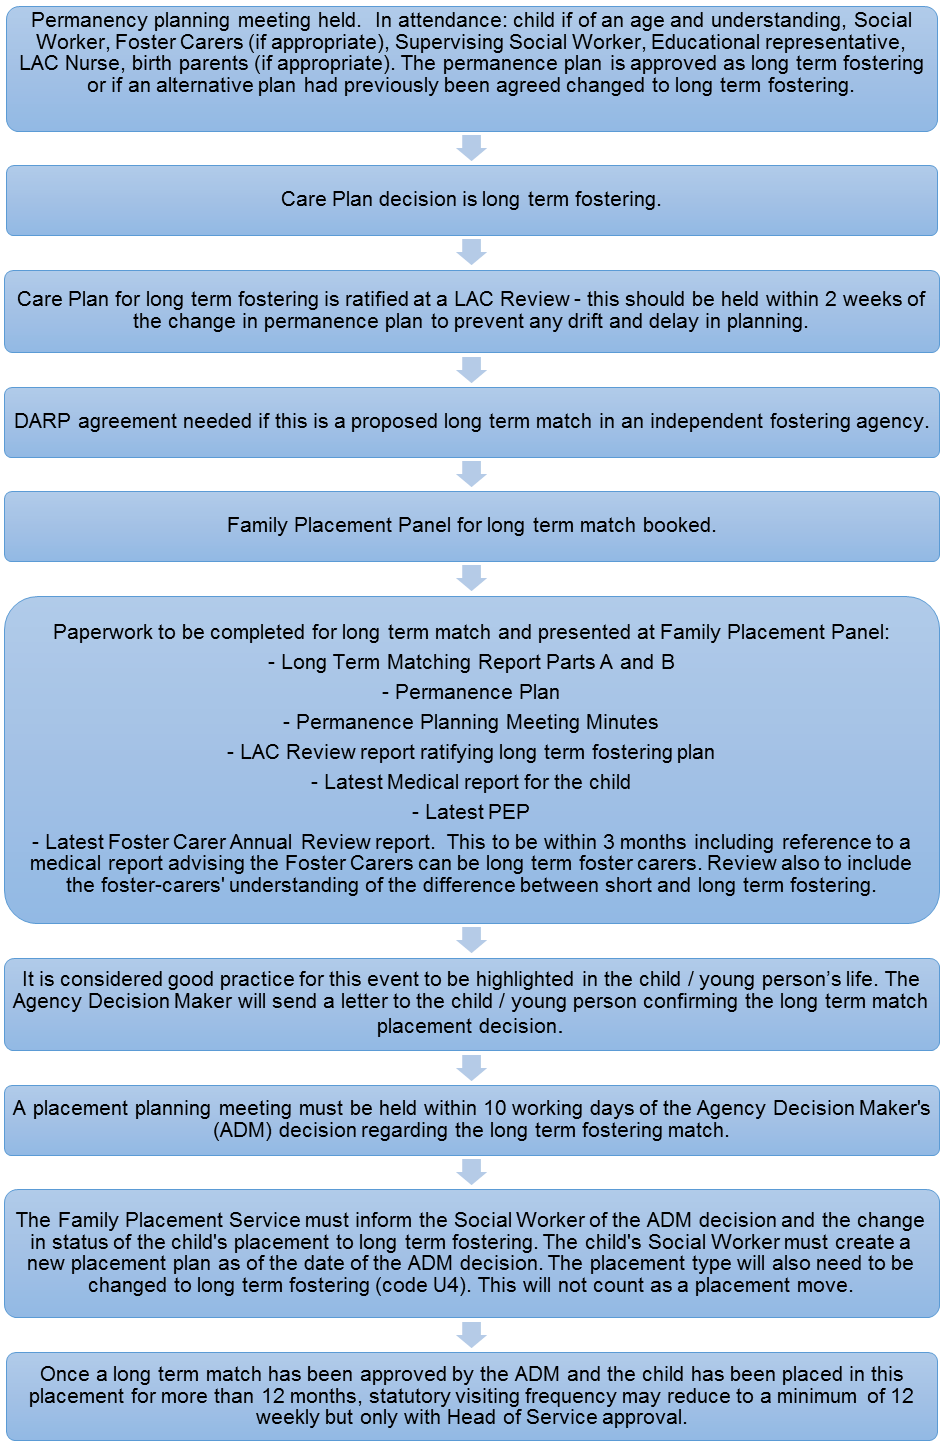 Permanency planning meeting held.  In attendance: child if of an age and understanding, Social
Worker, Foster Carers (if appropriate), Supervising Social Worker, Educational representative,
LAC Nurse, birth parents (if appropriate). The permanence plan is approved as long term fostering
or if an alternative plan had previously been agreed changed to long term fostering.
Care Plan decision is long term fostering.
Care Plan for long term fostering is ratified at a LAC Review - this should be held within 2 weeks of
the change in permanence plan to prevent any drift and delay in planning.
DARP agreement needed if this is a proposed long term match in an independent fostering agency.
Family Placement Panel for long term match booked.
Paperwork to be completed for long term match and presented at Family Placement Panel:
- Long Term Matching Report Parts A and B
- Permanence Plan
- Permanence Planning Meeting Minutes
- LAC Review report ratifying long term fostering plan
- Latest Medical report for the child
- Latest PEP
- Latest Foster Carer Annual Review report.  This to be within 3 months including reference to a
medical report advising the Foster Carers can be long term foster carers. Review also to include
the foster-carers' understanding of the difference between short and long term fostering.
It is considered good practice for this event to be highlighted in the child / young person’s life. The
Agency Decision Maker will send a letter to the child / young person confirming the long term match
placement decision.
A placement planning meeting must be held within 10 working days of the Agency Decision Maker's
(ADM) decision regarding the long term fostering match.
The Family Placement Service must inform the Social Worker of the ADM decision and the change
in status of the child's placement to long term fostering. The child's Social Worker must create a
new placement plan as of the date of the ADM decision. The placement type will also need to be
changed to long term fostering (code U4). This will not count as a placement move.
Once a long term match has been approved by the ADM and the child has been placed in this
placement for more than 12 months, statutory visiting frequency may reduce to a minimum of 12
weekly but only with Head of Service approval.